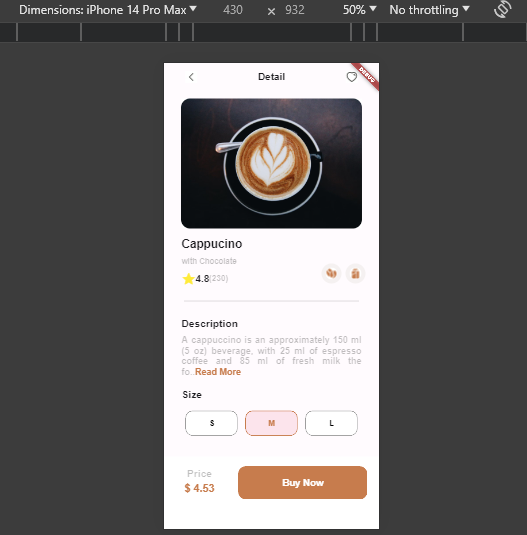 Dimensions: iPhone 14 Pro Max ▼ 430 × 932 50% ▼ No throttling ▼
Detail
DEBUG
Cappucino
with Chocolate
4.8(230)
Description
A cappuccino is an approximately 150 ml
(5 oz) beverage, with 25 ml of espresso
coffee and 85 ml of fresh milk the
fo..Read More
Size
S M L
Price
$ 4.53
Buy Now